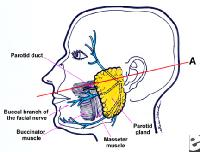 Parotid duct
A
Buccal branch of
the facial nerve
Buccinator
muscle
Masseter
muscle
Parotid
gland